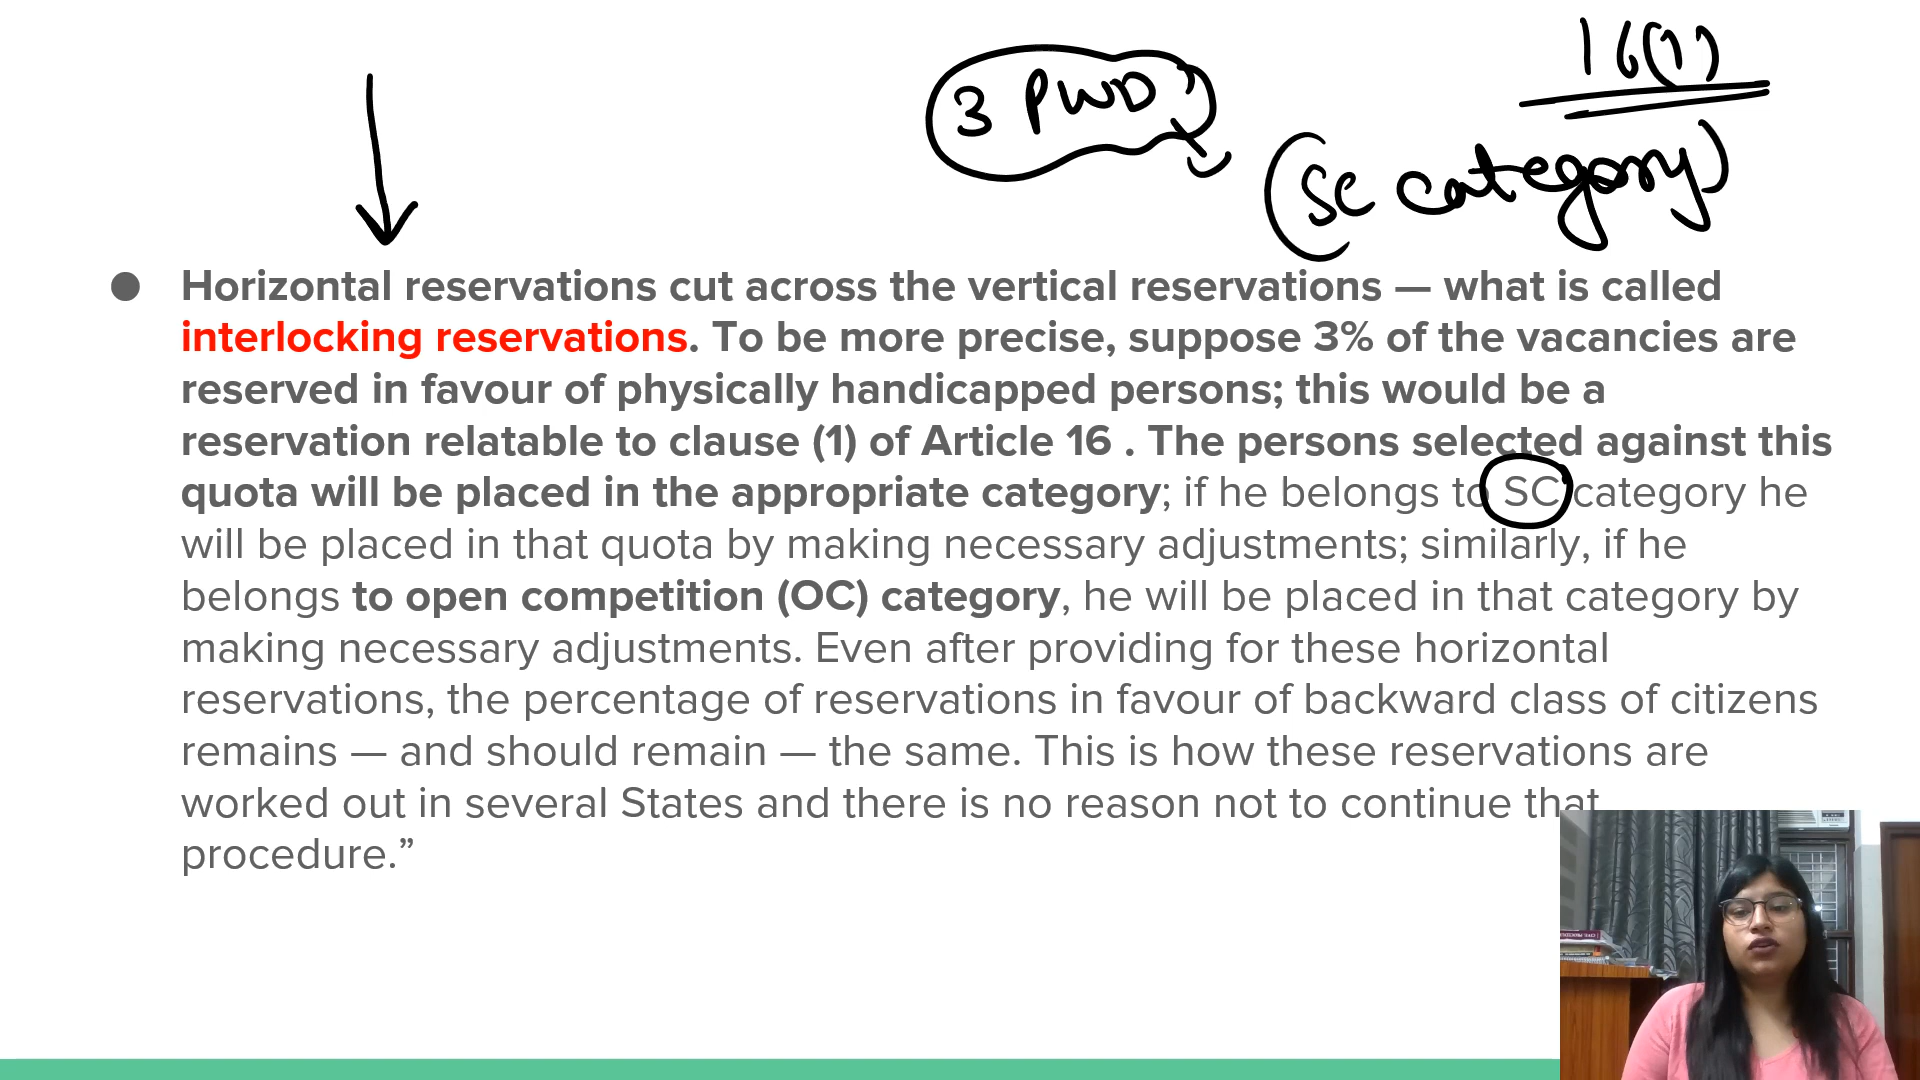 16(1)
3 PWD
(SC category)
● Horizontal reservations cut across the vertical reservations — what is called
interlocking reservations. To be more precise, suppose 3% of the vacancies are
reserved in favour of physically handicapped persons; this would be a
reservation relatable to clause (1) of Article 16 . The persons selected against this
quota will be placed in the appropriate category; if he belongs to SC category he
will be placed in that quota by making necessary adjustments; similarly, if he
belongs to open competition (OC) category, he will be placed in that category by
making necessary adjustments. Even after providing for these horizontal
reservations, the percentage of reservations in favour of backward class of citizens
remains — and should remain — the same. This is how these reservations are
worked out in several States and there is no reason not to continue that
procedure.”